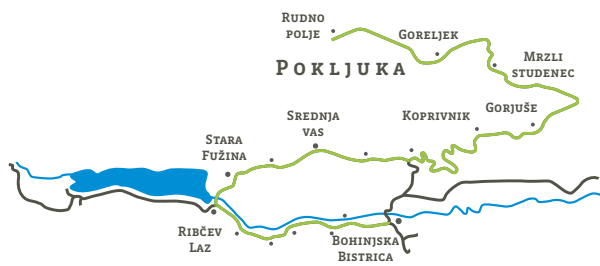 RUDNO
POLJE
GORELJEK
MRZLI
STUDENEC
POKLJUKA
GORJUŠE
KOPRIVNIK
SREDNJA
VAS
STARA
FUŽINA
RIBČEV
LAZ
BOHINJSKA
BISTRICA